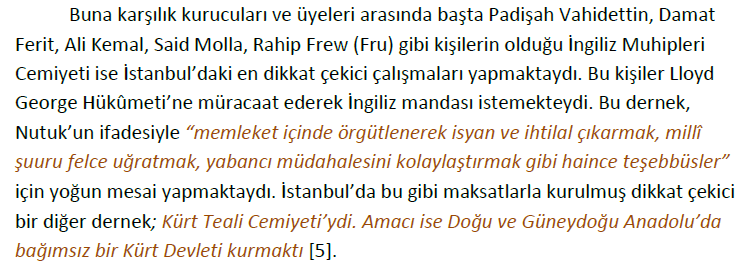 Buna karşılık kurucuları ve üyeleri arasında başta Padişah Vahidettin, Damat
Ferit, Ali Kemal, Said Molla, Rahip Frew (Fru) gibi kişilerin olduğu İngiliz Muhipleri
Cemiyeti ise İstanbul’daki en dikkat çekici çalışmaları yapmaktaydı. Bu kişiler Lloyd
George Hükûmeti’ne müracaat ederek İngiliz mandası istemekteydi. Bu dernek,
Nutuk’un ifadesiyle “memleket içinde örgütlenerek isyan ve ihtilal çıkarmak, millî
şuuru felce uğratmak, yabancı müdahalesini kolaylaştırmak gibi haince teşebbüsler”
için yoğun mesai yapmaktaydı. İstanbul’da bu gibi maksatlarla kurulmuş dikkat çekici
bir diğer dernek; Kürt Teali Cemiyeti’ydi. Amacı ise Doğu ve Güneydoğu Anadolu’da
bağımsız bir Kürt Devleti kurmaktı [5].